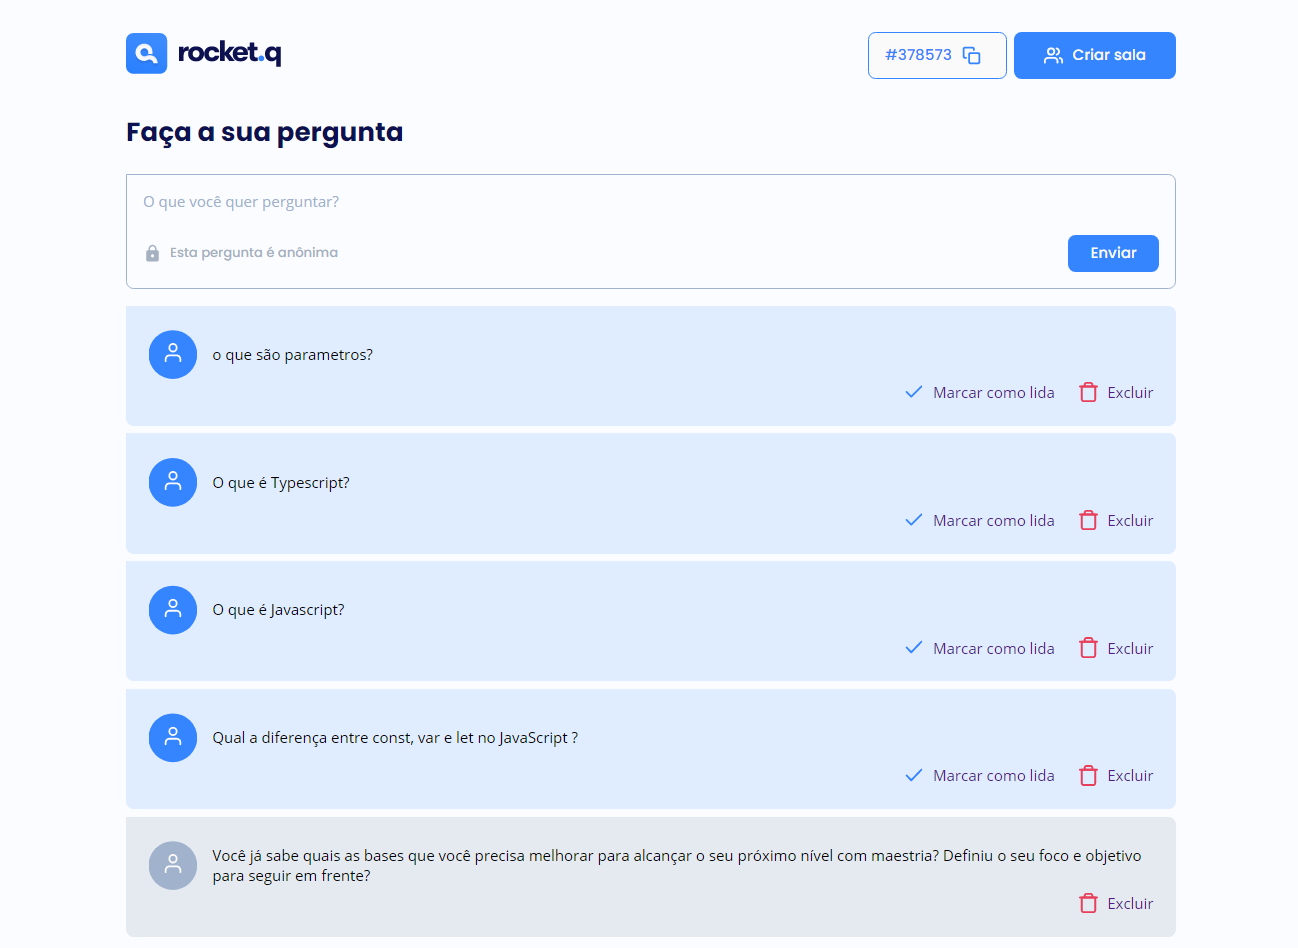 rocket.q
#378573
Criar sala
Faça a sua pergunta
O que você quer perguntar?
Esta pergunta é anônima
Enviar
o que são parametros?
Marcar como lida
Excluir
O que é Typescript?
Marcar como lida
Excluir
O que é Javascript?
Marcar como lida
Excluir
Qual a diferença entre const, var e let no JavaScript ?
Marcar como lida
Excluir
Você já sabe quais as bases que você precisa melhorar para alcançar o seu próximo nível com maestria? Definiu o seu foco e objetivo
para seguir em frente?
Excluir